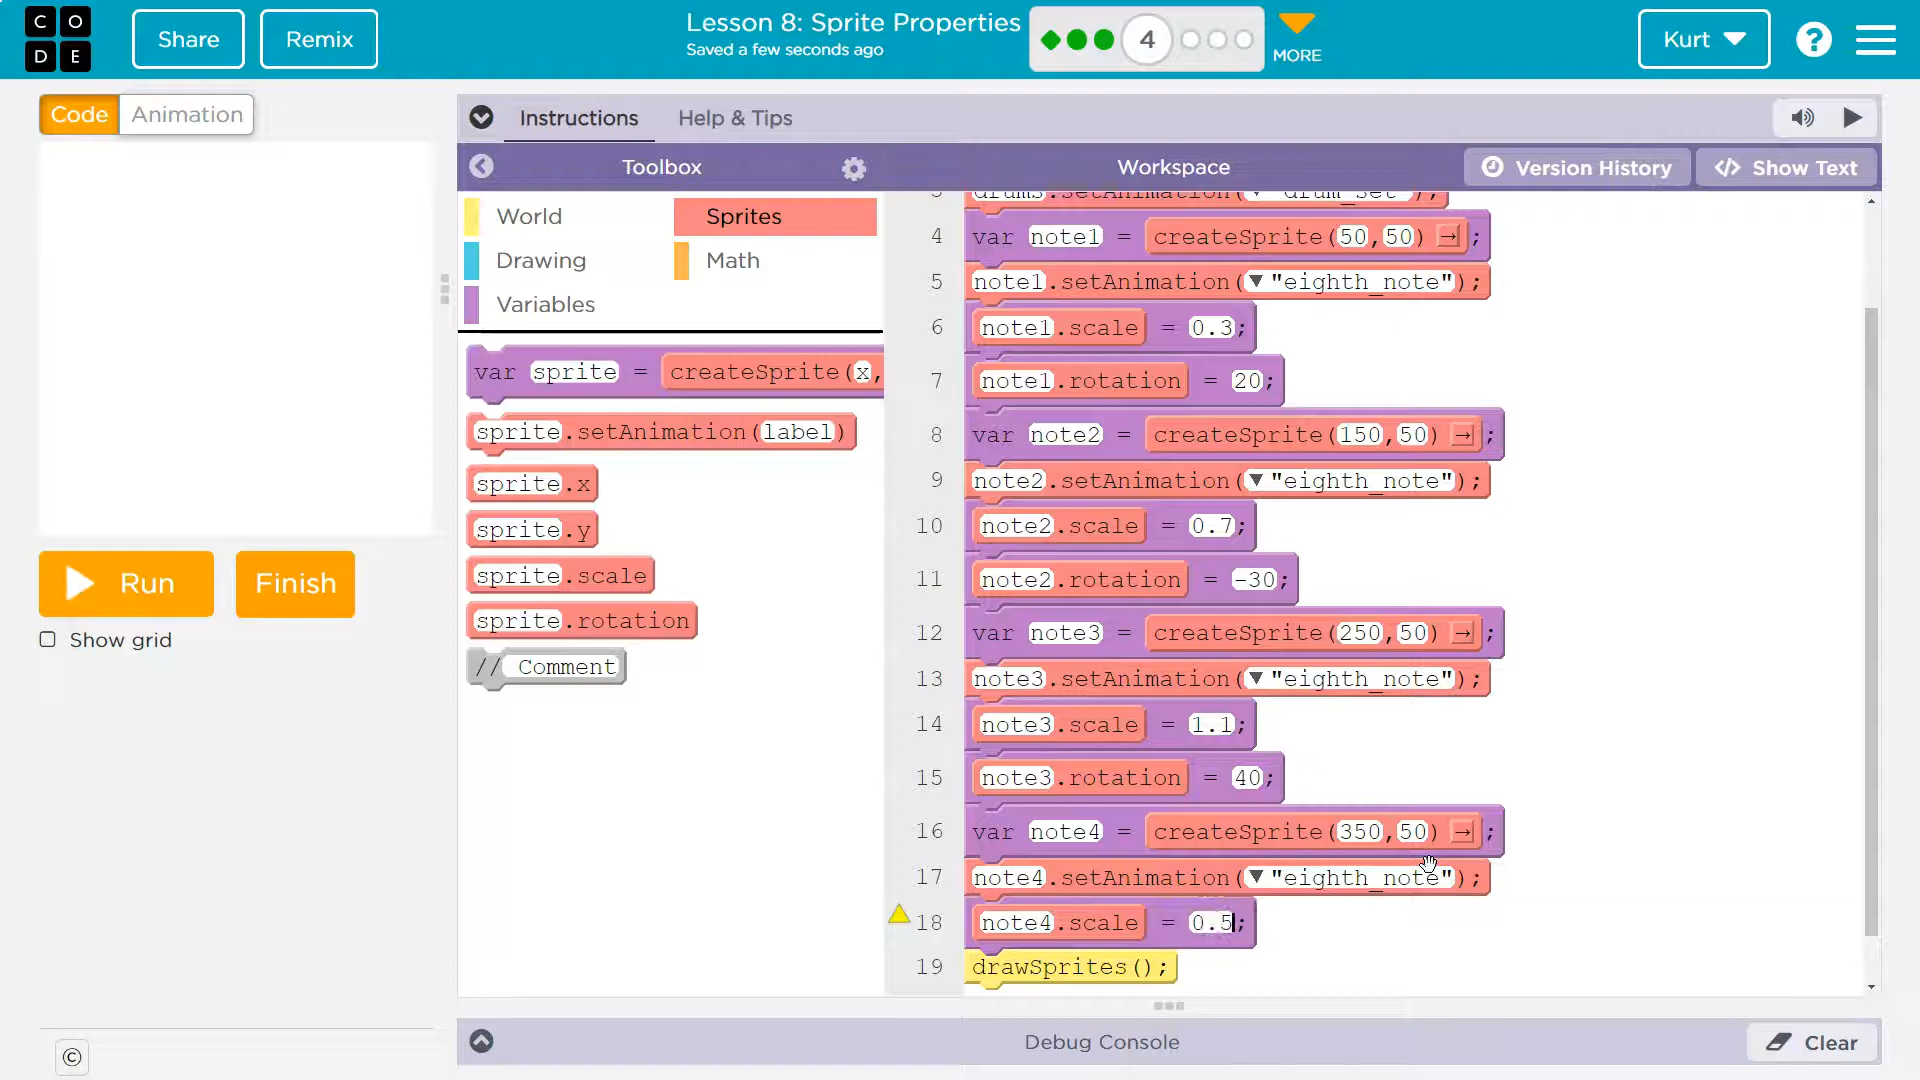 CO
DE
Share
Remix
Lesson 8: Sprite Properties
Saved a few seconds ago
4
MORE
Kurt
?
Code
Animation
Instructions
Help & Tips
Toolbox
Workspace
Version History
</> Show Text
World
Sprites
Drawing
Math
Variables
var sprite = createSprite(x,
sprite.setAnimation(label)
sprite.x
sprite.y
sprite.scale
sprite.rotation
// Comment
3 drums.setAnimation(▼ "drum_set");
4 var note1 = createSprite(50,50) → ;
5 note1.setAnimation(▼ "eighth_note");
6 note1.scale = 0.3;
7 note1.rotation = 20;
8 var note2 = createSprite(150,50) → ;
9 note2.setAnimation(▼ "eighth_note");
10 note2.scale = 0.7;
11 note2.rotation = -30;
12 var note3 = createSprite(250,50) → ;
13 note3.setAnimation(▼ "eighth_note");
14 note3.scale = 1.1;
15 note3.rotation = 40;
16 var note4 = createSprite(350,50) → ;
17 note4.setAnimation(▼ "eighth_note");
18 note4.scale = 0.5;
19 drawSprites();
Run
Finish
Show grid
©
Debug Console
Clear